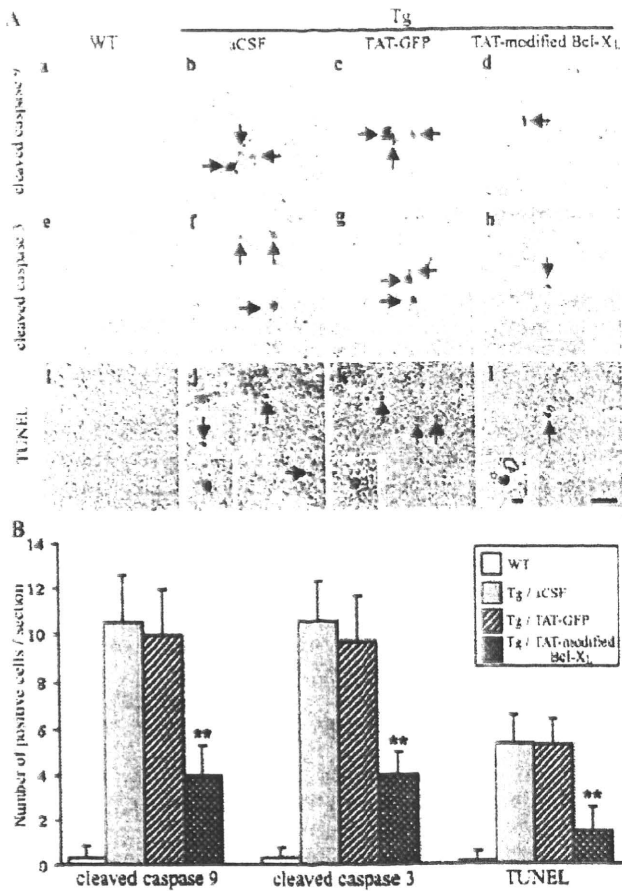 A
Tg
WT aCSF TAT-GFP TAT-modified Bcl-XL
a b c d
cleaved caspase 9
e f g h
cleaved caspase 3
i j k l
TUNEL
B
Number of positive cells / section
14
12
10
8
6
4
2
0
WT
Tg / aCSF
Tg / TAT-GFP
Tg / TAT-modified
Bcl-XL
** ** **
cleaved caspase 9 cleaved caspase 3 TUNEL